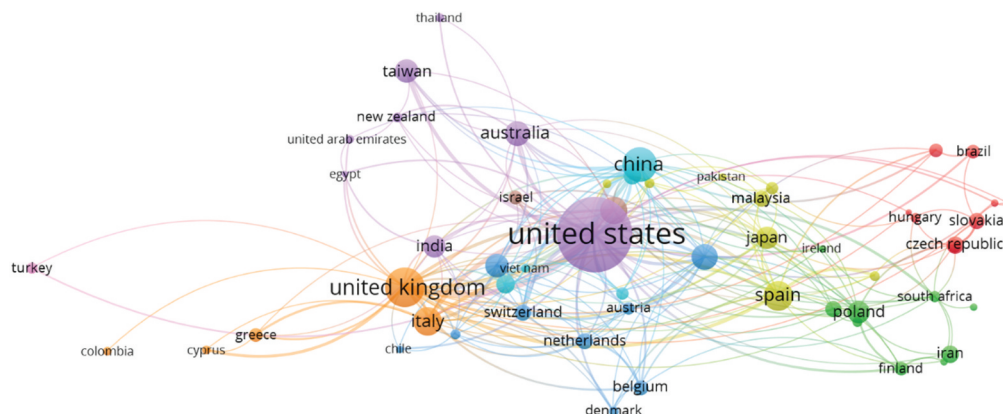 thailand
taiwan
new zealand
united arab emirates
australia
egypt
china
pakistan
brazil
israel
malaysia
hungary
slovakia
united states
india
japan
ireland
czech republic
turkey
viet nam
united kingdom
spain
south africa
switzerland
austria
poland
italy
greece
chile
netherlands
colombia
cyprus
iran
finland
belgium
denmark